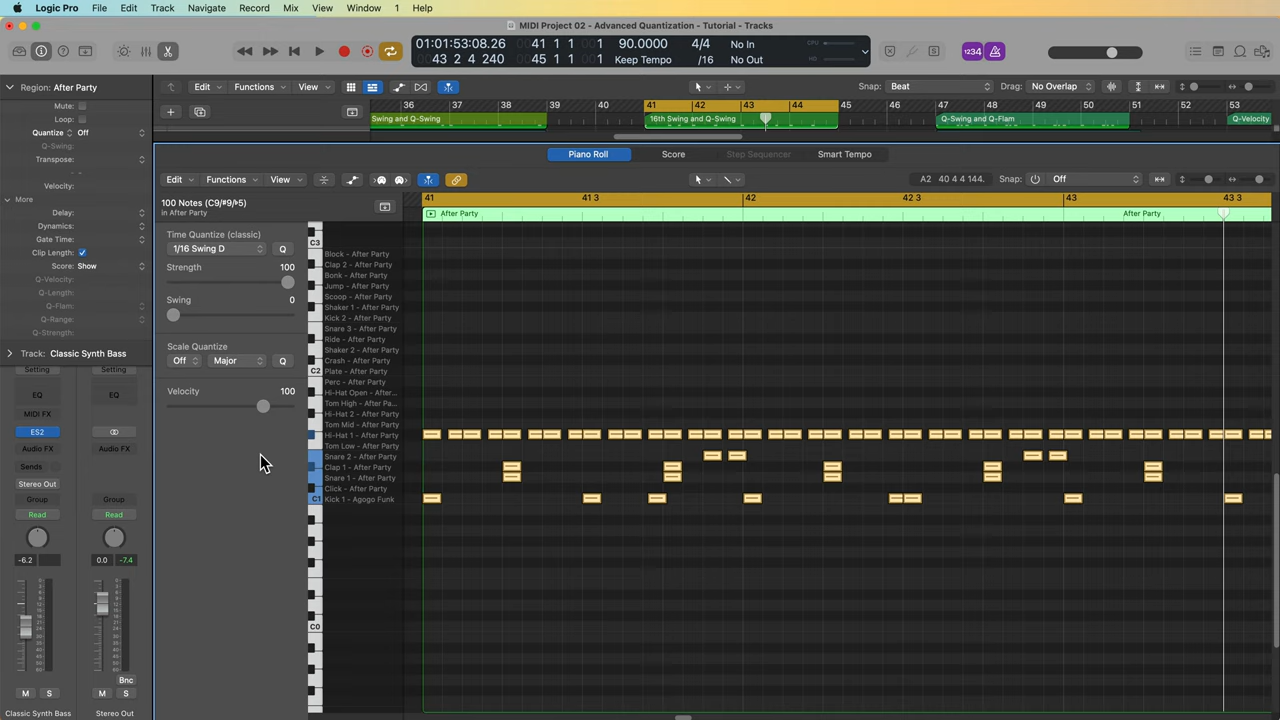 Logic Pro File Edit Track Navigate Record Mix View Window 1 Help
MIDI Project 02 - Advanced Quantization - Tutorial - Tracks
01:01:53:08.26 41 1 1 1 90.0000 4/4 No In CPU
43 2 4 240 45 1 1 1 Keep Tempo /16 No Out HD
1234
Region: After Party
Edit Functions View Snap: Beat Drag: No Overlap
Mute:
Loop:
Quantize Off
Q-Swing:
Transpose:
Velocity:
More
Delay:
Dynamics:
Gate Time:
Clip Length:
Score: Show
Q-Velocity:
Q-Length:
Q-Flam:
Q-Range:
Q-Strength:
Track: Classic Synth Bass
36 37 38 39 40 41 42 43 44 45 46 47 48 49 50 51 52 53
Swing and Q-Swing 16th Swing and Q-Swing Q-Swing and Q-Flam Q-Velocity
Piano Roll Score Step Sequencer Smart Tempo
Edit Functions View A2 40 4 4 144. Snap: Off
100 Notes (C9/#9/♭5)
in After Party
41 41 3 42 42 3 43 43 3
After Party After Party
Time Quantize (classic)
1/16 Swing D Q
Strength 100
Swing 0
Scale Quantize
Off Major Q
Velocity 100
C3
Block - After Party
Clap 2 - After Party
Bonk - After Party
Jump - After Party
Scoop - After Party
Shaker 1 - After Party
Kick 2 - After Party
Snare 3 - After Party
Ride - After Party
Shaker 2 - After Party
Crash - After Party
C2 Plate - After Party
Perc - After Party
Hi-Hat Open - After...
Tom High - After Pa...
Hi-Hat 2 - After Party
Tom Mid - After Party
Hi-Hat 1 - After Party
Tom Low - After Party
Snare 2 - After Party
Clap 1 - After Party
Snare 1 - After Party
Click - After Party
C1 Kick 1 - Agogo Funk
C0
Setting Setting
EQ EQ
MIDI FX
ES2
Audio FX Audio FX
Sends
Stereo Out
Group Group
Read Read
-6.2 0.0 -7.4
Bnc
M S M S
Classic Synth Bass Stereo Out